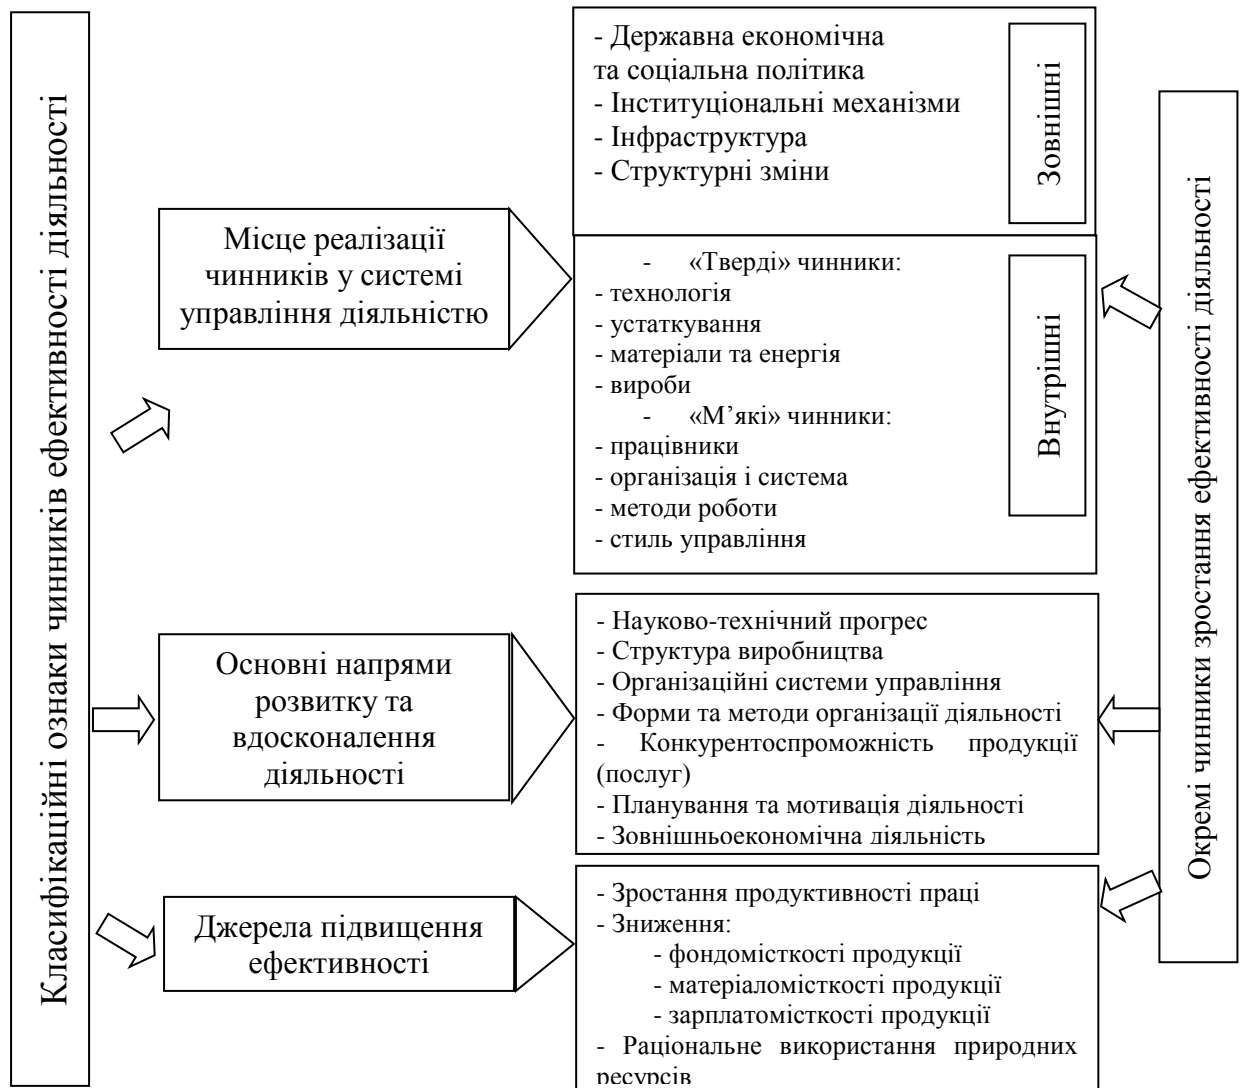 Класифікаційні ознаки чинників ефективності діяльності
Місце реалізації
чинників у системі
управління діяльністю
- Державна економічна
та соціальна політика
- Інституціональні механізми
- Інфраструктура
- Структурні зміни
Зовнішні
- «Тверді» чинники:
- технологія
- устаткування
- матеріали та енергія
- вироби
- «М’які» чинники:
- працівники
- організація і система
- методи роботи
- стиль управління
Внутрішні
Основні напрями
розвитку та
вдосконалення
діяльності
- Науково-технічний прогрес
- Структура виробництва
- Організаційні системи управління
- Форми та методи організації діяльності
- Конкурентоспроможність продукції
(послуг)
- Планування та мотивація діяльності
- Зовнішньоекономічна діяльність
Джерела підвищення
ефективності
- Зростання продуктивності праці
- Зниження:
- фондомісткості продукції
- матеріаломісткості продукції
- зарплатомісткості продукції
- Раціональне використання природних
ресурсів
Окремі чинники зростання ефективності діяльності